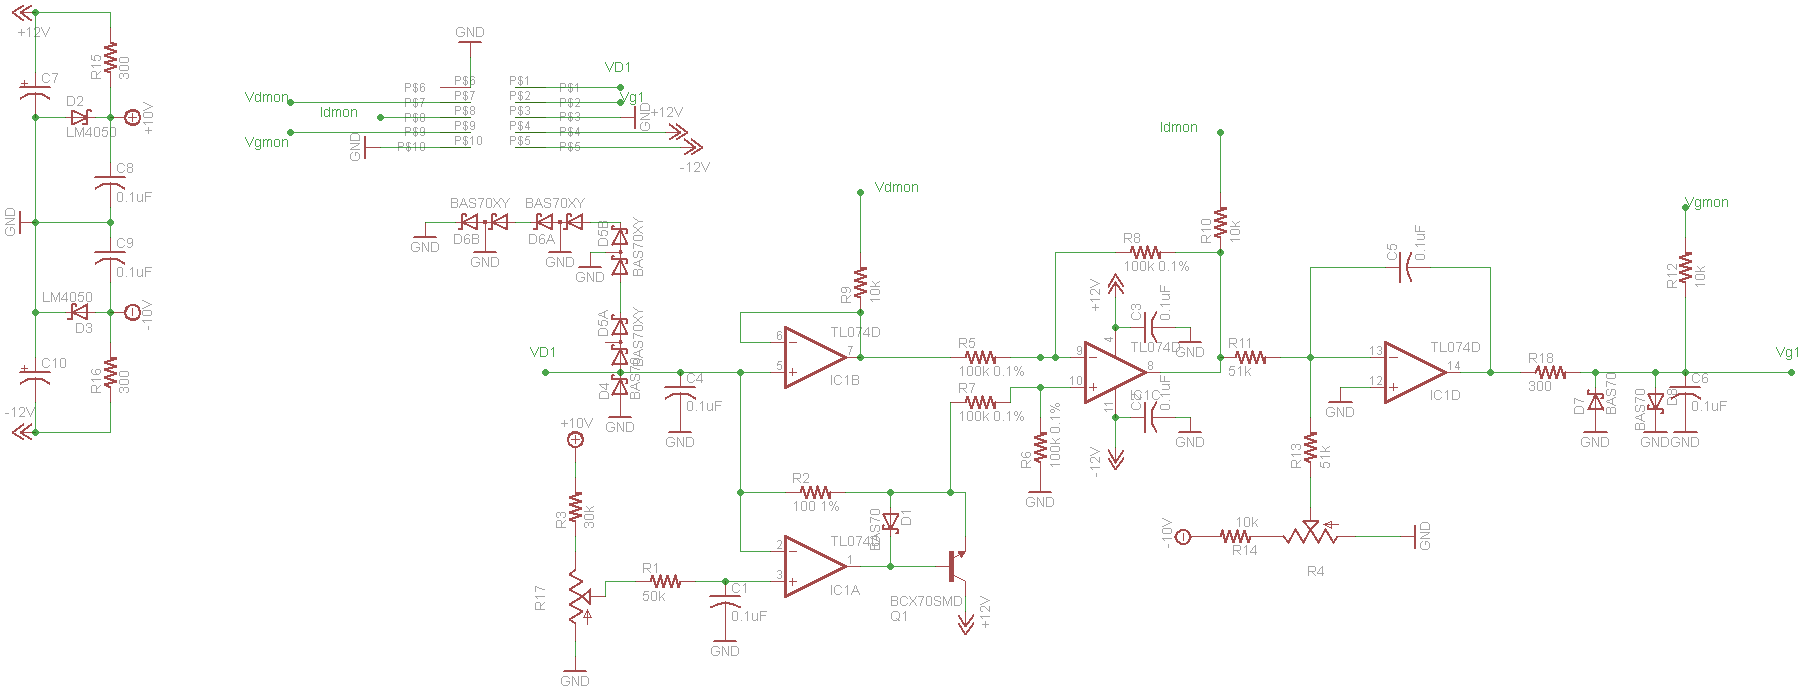 +12V
C7
R15
300
D2
LM4050
+10V
C8
0.1uF
GND
C9
0.1uF
LM4050
D3
-10V
C10
R16
300
-12V
GND
P$6
P$6
P$7
P$7
P$8
P$8
P$9
P$9
P$10
P$10
Vdmon
Idmon
Vgmon
GND
P$1
P$1
P$2
P$2
P$3
P$3
P$4
P$4
P$5
P$5
VD1
Vg1
GND
+12V
-12V
BAS70XY
BAS70XY
D6B
D6A
GND
GND
GND
D5B
BAS70XY
GND
D5A
BAS70XY
VD1
D4
BAS70
GND
C4
0.1uF
GND
Vdmon
R9
10k
TL074D
6
5
7
IC1B
+10V
R3
30k
R17
GND
R1
50k
C1
0.1uF
GND
R2
100 1%
TL074D
2
3
1
IC1A
BAS70
D1
BCX70SMD
Q1
+12V
R5
100k 0.1%
R7
100k 0.1%
R6
100k 0.1%
GND
R8
100k 0.1%
+12V
C3
0.1uF
GND
TL074D
4
9
10
8
11
IC1C
0.1uF
GND
-12V
Idmon
R10
10k
R11
51k
R13
51k
C5
0.1uF
TL074D
13
12
14
IC1D
GND
-10V
10k
R14
R4
GND
R18
300
D7
BAS70
GND
BAS70
D8
GND
C6
0.1uF
GND
Vgmon
R12
10k
Vg1